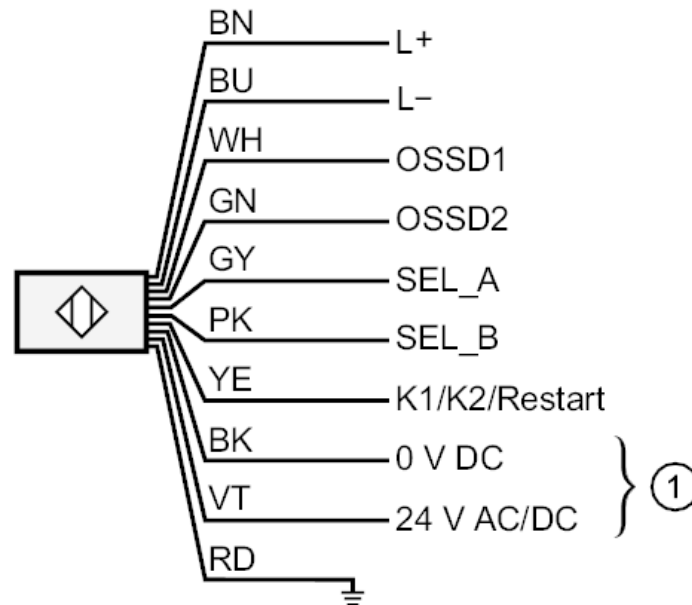 BN L+
BU L−
WH OSSD1
GN OSSD2
GY SEL_A
PK SEL_B
YE K1/K2/Restart
BK 0 V DC
VT 24 V AC/DC
1
RD